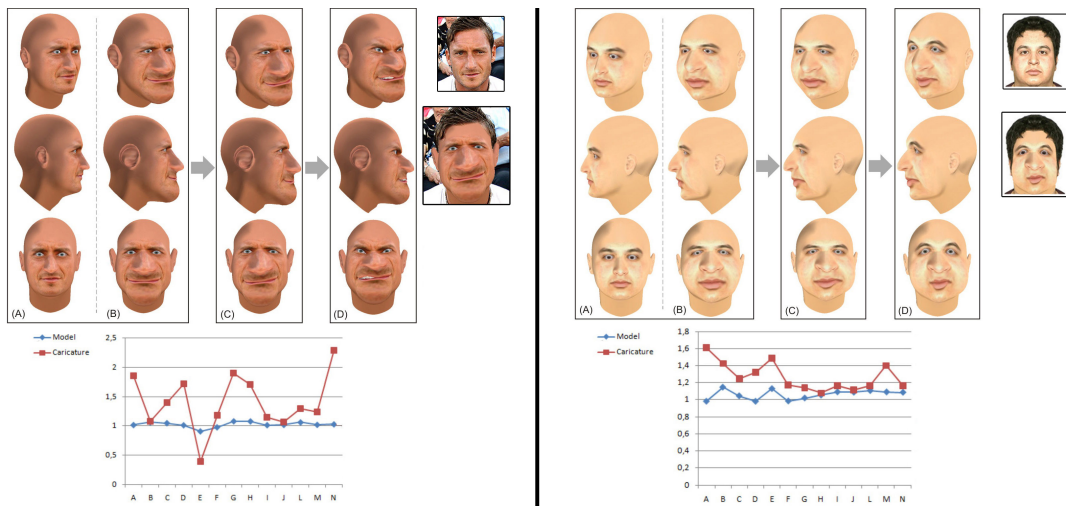 (A) (B) (C) (D)
Model
Caricature
2,5
2
1,5
1
0,5
0
A B C D E F G H I J L M N
(A) (B) (C) (D)
Model
Caricature
1,8
1,6
1,4
1,2
1
0,8
0,6
0,4
0,2
0
A B C D E F G H I J L M N